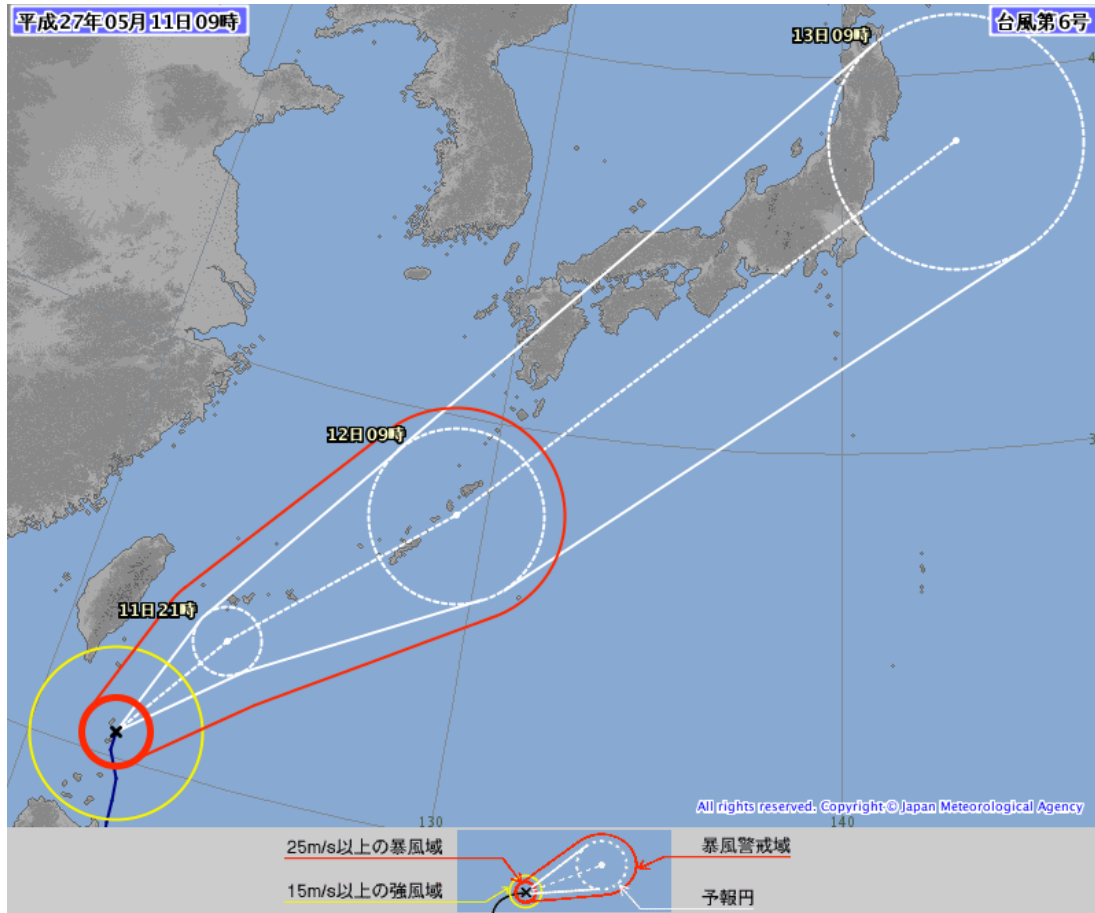 平成27年05月11日09時
台風第6号
13日09時
4
12日09時
3
11日21時
All rights reserved. Copyright © Japan Meteorological Agency
130
140
25m/s以上の暴風域
暴風警戒域
15m/s以上の強風域
予報円